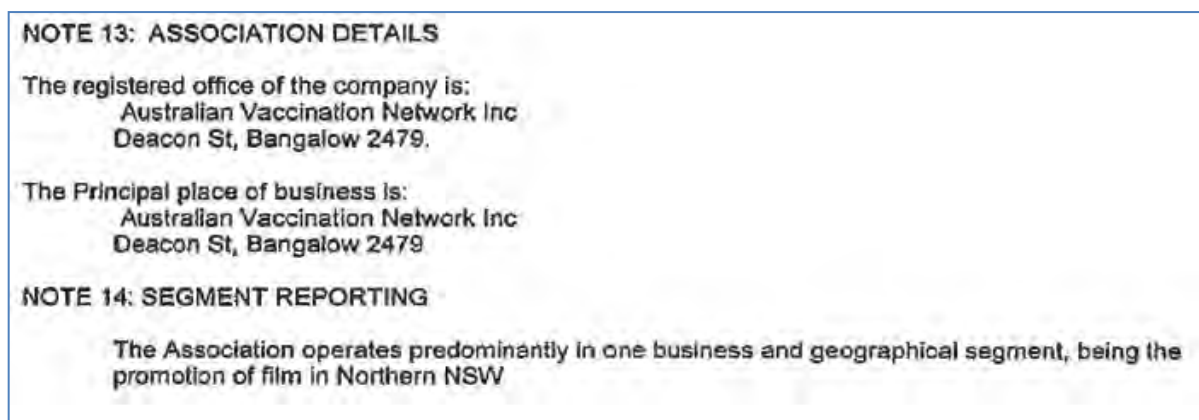 NOTE 13: ASSOCIATION DETAILS
The registered office of the company is:
Australian Vaccination Network Inc
Deacon St, Bangalow 2479.
The Principal place of business is:
Australian Vaccination Network Inc
Deacon St, Bangalow 2479
NOTE 14: SEGMENT REPORTING
The Association operates predominantly in one business and geographical segment, being the
promotion of film in Northern NSW